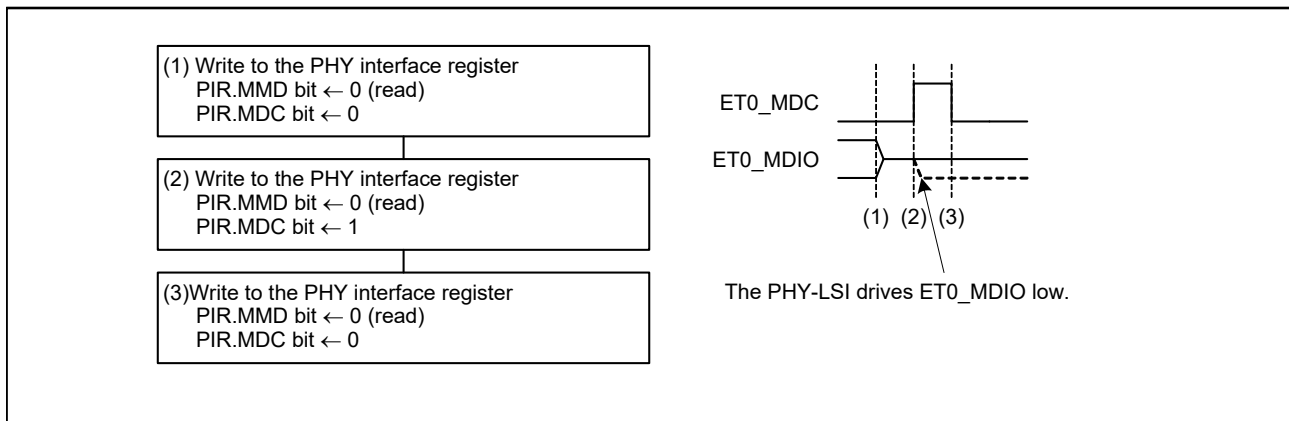 (1) Write to the PHY interface register
PIR.MMD bit ← 0 (read)
PIR.MDC bit ← 0
(2) Write to the PHY interface register
PIR.MMD bit ← 0 (read)
PIR.MDC bit ← 1
(3)Write to the PHY interface register
PIR.MMD bit ← 0 (read)
PIR.MDC bit ← 0
ET0_MDC
ET0_MDIO
(1) (2) (3)
The PHY-LSI drives ET0_MDIO low.